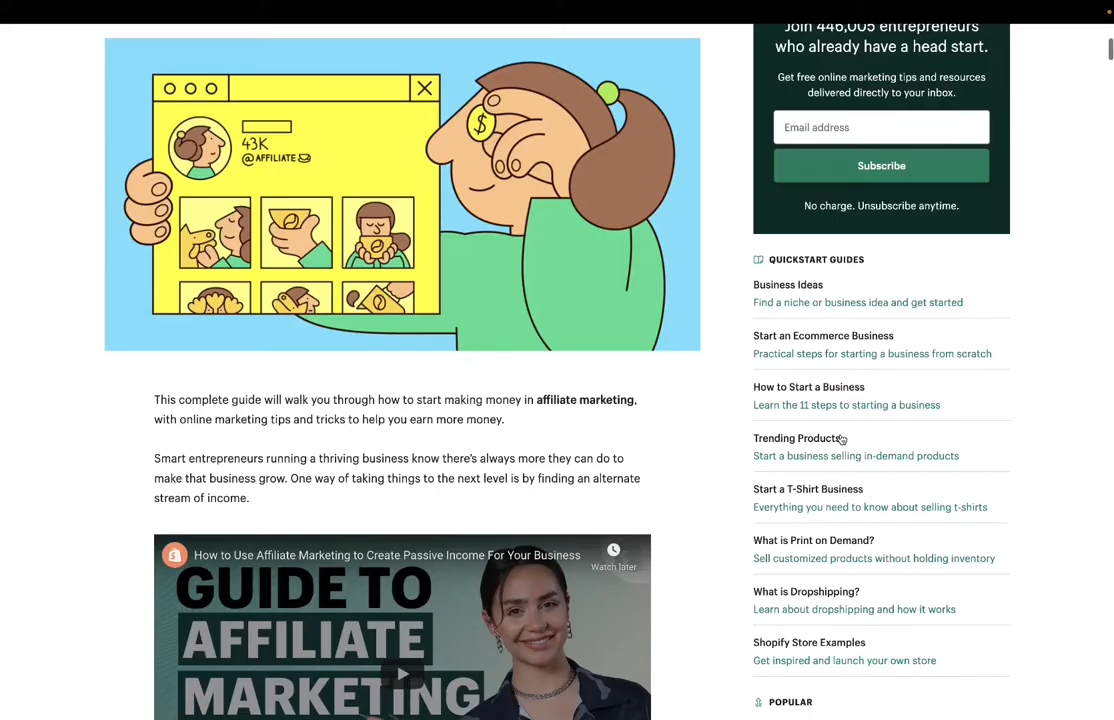 43K
@AFFILIATE
$
This complete guide will walk you through how to start making money in affiliate marketing,
with online marketing tips and tricks to help you earn more money.
Smart entrepreneurs running a thriving business know there's always more they can do to
make that business grow. One way of taking things to the next level is by finding an alternate
stream of income.
How to Use Affiliate Marketing to Create Passive Income For Your Business
Watch later
GUIDE TO
AFFILIATE
MARKETING
Join 446,005 entrepreneurs
who already have a head start.
Get free online marketing tips and resources
delivered directly to your inbox.
Email address
Subscribe
No charge. Unsubscribe anytime.
QUICKSTART GUIDES
Business Ideas
Find a niche or business idea and get started
Start an Ecommerce Business
Practical steps for starting a business from scratch
How to Start a Business
Learn the 11 steps to starting a business
Trending Products
Start a business selling in-demand products
Start a T-Shirt Business
Everything you need to know about selling t-shirts
What is Print on Demand?
Sell customized products without holding inventory
What is Dropshipping?
Learn about dropshipping and how it works
Shopify Store Examples
Get inspired and launch your own store
POPULAR